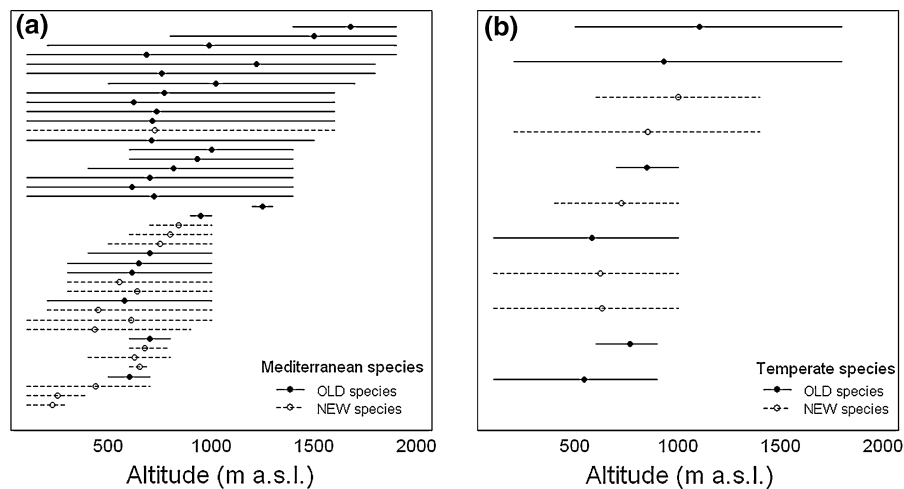 (a)
Mediterranean species
OLD species
NEW species
500 1000 1500 2000
Altitude (m a.s.l.)
(b)
Temperate species
OLD species
NEW species
500 1000 1500 2000
Altitude (m a.s.l.)